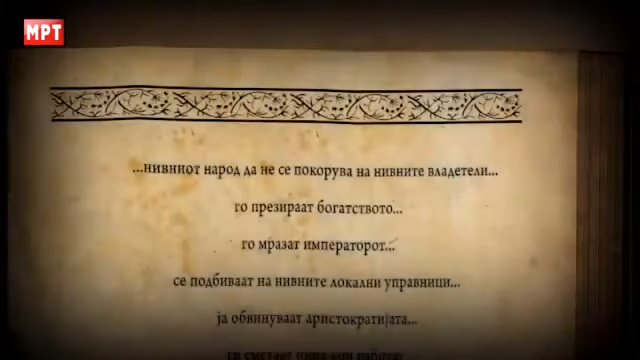 МРТ
...нивниот народ да не се покорува на нивните владетели...
го презираат богатството...
го мразат императорот...
се подбиваат на нивните локални управници...
ја обвинуваат аристократијата...